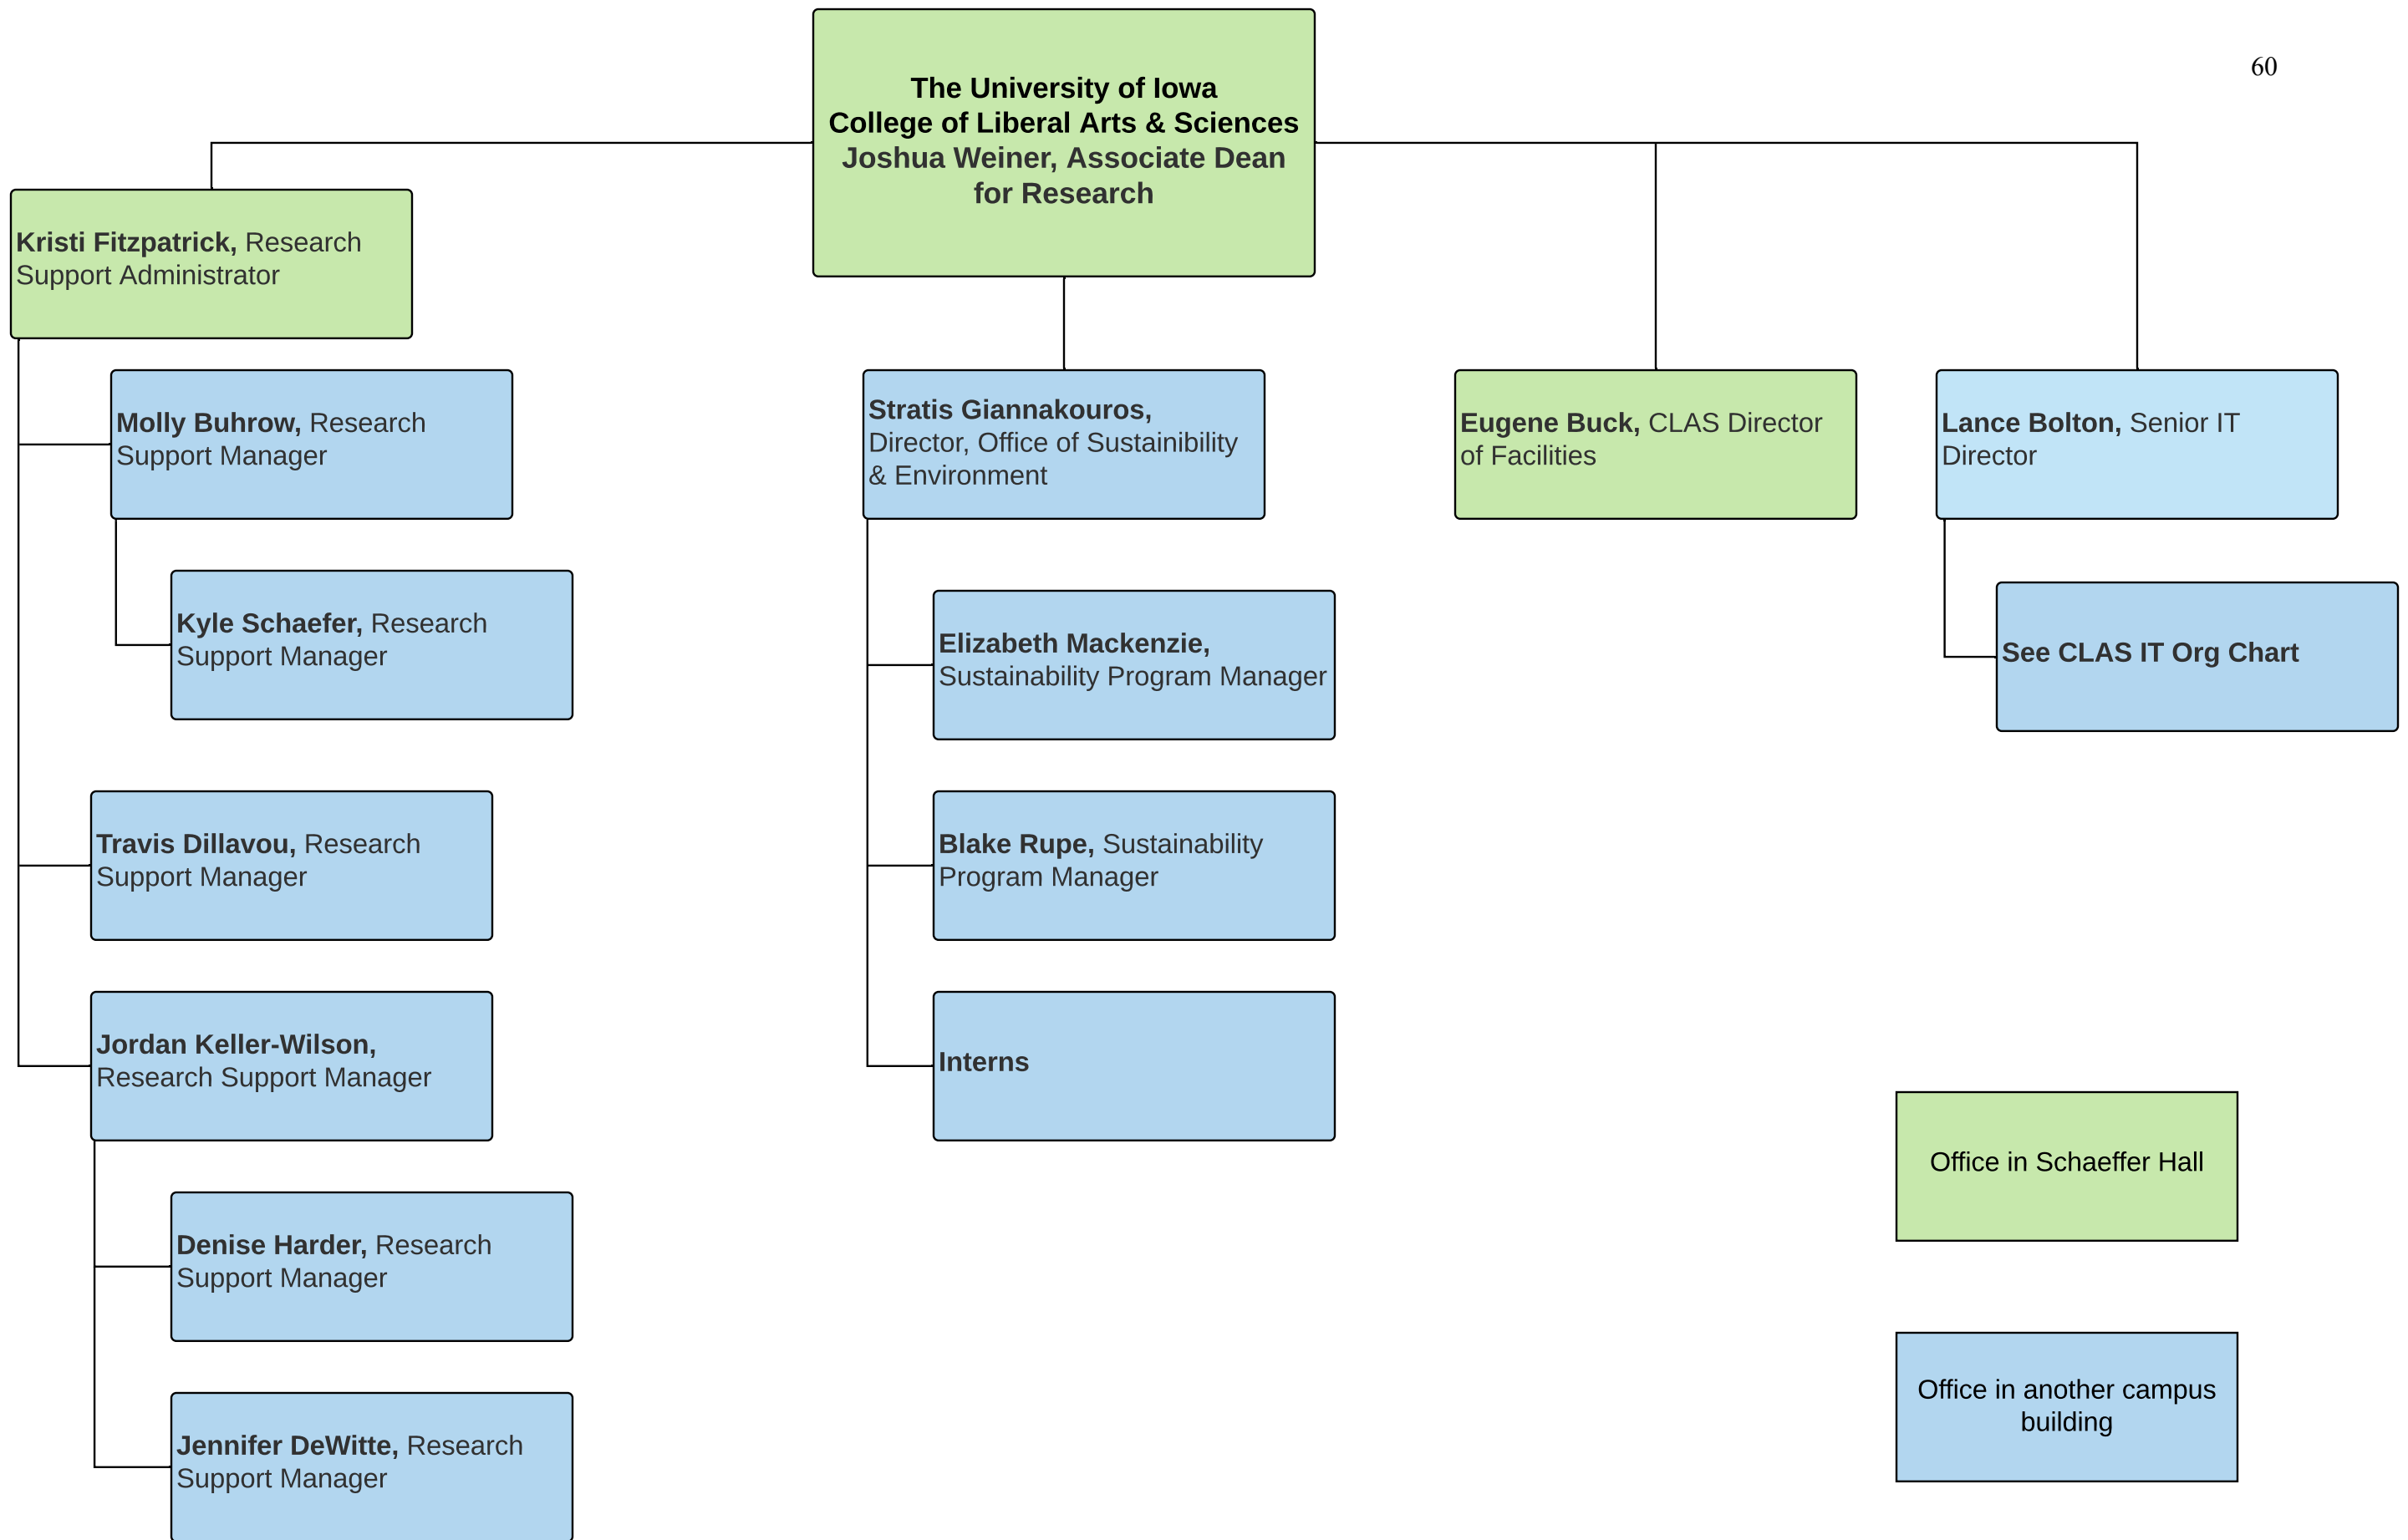 60
The University of Iowa
College of Liberal Arts & Sciences
Joshua Weiner, Associate Dean
for Research
Kristi Fitzpatrick, Research
Support Administrator
Molly Buhrow, Research
Support Manager
Kyle Schaefer, Research
Support Manager
Travis Dillavou, Research
Support Manager
Jordan Keller-Wilson,
Research Support Manager
Denise Harder, Research
Support Manager
Jennifer DeWitte, Research
Support Manager
Stratis Giannakouros,
Director, Office of Sustainibility
& Environment
Elizabeth Mackenzie,
Sustainability Program Manager
Blake Rupe, Sustainability
Program Manager
Interns
Eugene Buck, CLAS Director
of Facilities
Lance Bolton, Senior IT
Director
See CLAS IT Org Chart
Office in Schaeffer Hall
Office in another campus
building